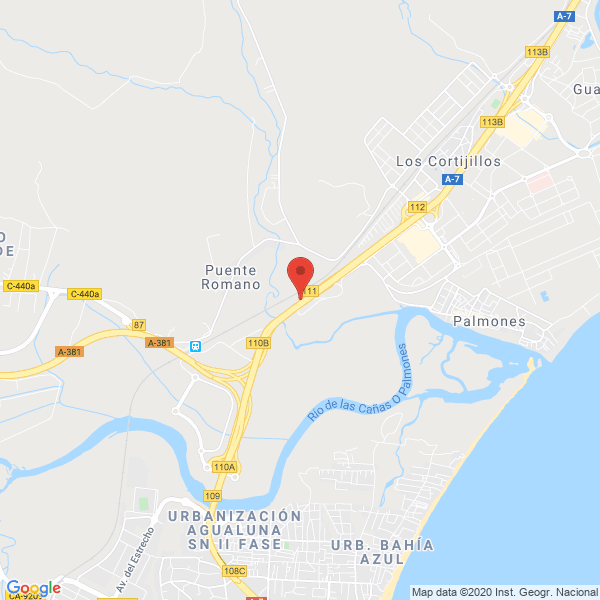 A-7
113B
Gua
113B
Los Cortijillos
A-7
112
O
DE
Puente
Romano
111
C-440a
C-440a
87
Palmones
A-381
A-381
110B
Río de las Cañas O Palmones
110A
109
URBANIZACIÓN
AGUALUNA
SN II FASE
Av. del Estrecho
URB. BAHÍA
AZUL
108C
Google
CA-9209
A-7
Map data ©2020 Inst. Geogr. Nacional